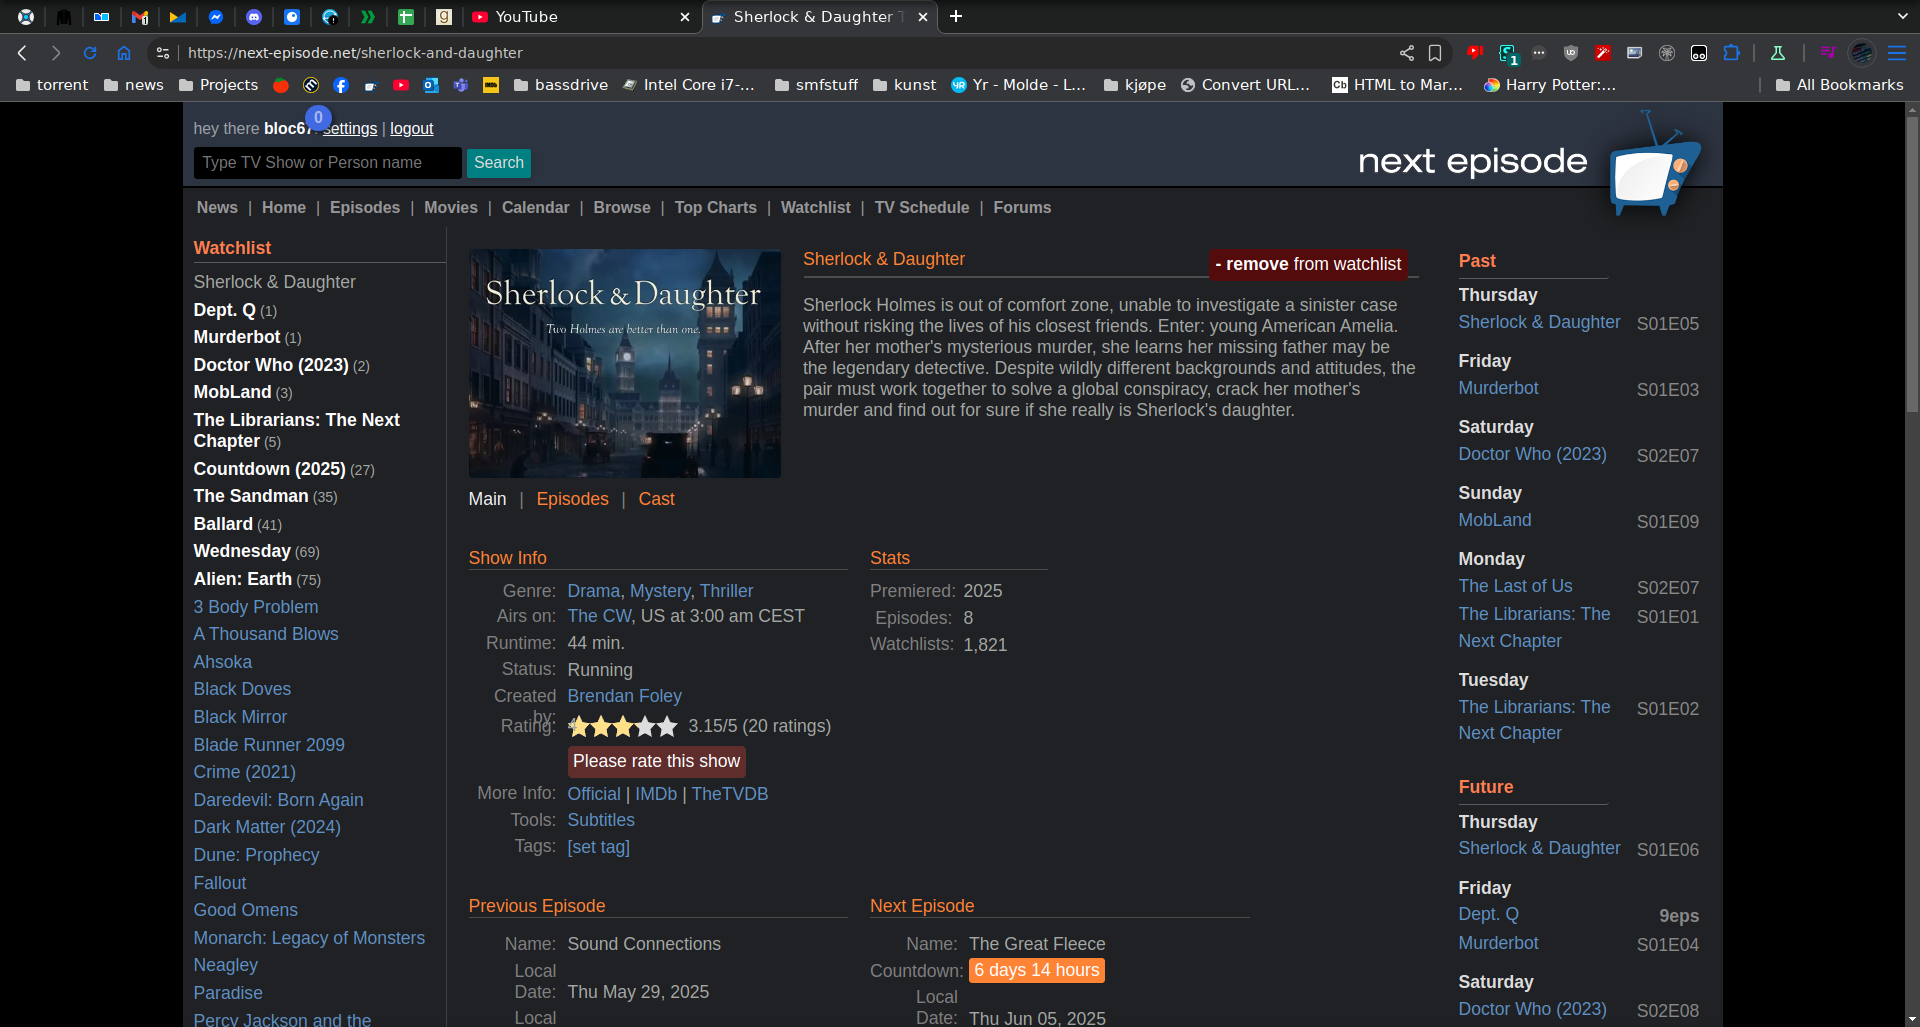 YouTube
Sherlock & Daughter T
https://next-episode.net/sherlock-and-daughter
1
torrent
news
Projects
bassdrive
Intel Core i7-...
smfstuff
kunst
Yr - Molde - L...
kjøpe
Convert URL...
HTML to Mar...
Harry Potter:...
All Bookmarks
0
hey there bloc67 settings | logout
Type TV Show or Person name
Search
next episode
News | Home | Episodes | Movies | Calendar | Browse | Top Charts | Watchlist | TV Schedule | Forums
Watchlist
Sherlock & Daughter
Dept. Q (1)
Murderbot (1)
Doctor Who (2023) (2)
MobLand (3)
The Librarians: The Next
Chapter (5)
Countdown (2025) (27)
The Sandman (35)
Ballard (41)
Wednesday (69)
Alien: Earth (75)
3 Body Problem
A Thousand Blows
Ahsoka
Black Doves
Black Mirror
Blade Runner 2099
Crime (2021)
Daredevil: Born Again
Dark Matter (2024)
Dune: Prophecy
Fallout
Good Omens
Monarch: Legacy of Monsters
Neagley
Paradise
Percy Jackson and the
Sherlock & Daughter
Two Holmes are better than one.
Main | Episodes | Cast
Sherlock & Daughter
- remove from watchlist
Sherlock Holmes is out of comfort zone, unable to investigate a sinister case
without risking the lives of his closest friends. Enter: young American Amelia.
After her mother's mysterious murder, she learns her missing father may be
the legendary detective. Despite wildly different backgrounds and attitudes, the
pair must work together to solve a global conspiracy, crack her mother's
murder and find out for sure if she really is Sherlock's daughter.
Show Info
Genre: Drama, Mystery, Thriller
Airs on: The CW, US at 3:00 am CEST
Runtime: 44 min.
Status: Running
Created by: Brendan Foley
Rating: 3.15/5 (20 ratings)
Please rate this show
More Info: Official | IMDb | TheTVDB
Tools: Subtitles
Tags: [set tag]
Stats
Premiered: 2025
Episodes: 8
Watchlists: 1,821
Previous Episode
Name: Sound Connections
Local
Date: Thu May 29, 2025
Local
Next Episode
Name: The Great Fleece
Countdown: 6 days 14 hours
Local
Date: Thu Jun 05, 2025
Past
Thursday
Sherlock & Daughter S01E05
Friday
Murderbot S01E03
Saturday
Doctor Who (2023) S02E07
Sunday
MobLand S01E09
Monday
The Last of Us S02E07
The Librarians: The S01E01
Next Chapter
Tuesday
The Librarians: The S01E02
Next Chapter
Future
Thursday
Sherlock & Daughter S01E06
Friday
Dept. Q 9eps
Murderbot S01E04
Saturday
Doctor Who (2023) S02E08